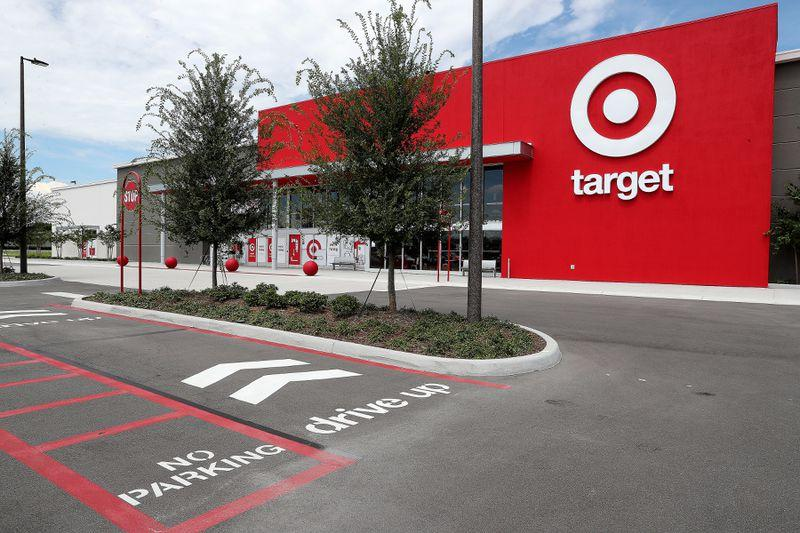 target
STOP
drive up
NO
PARKING